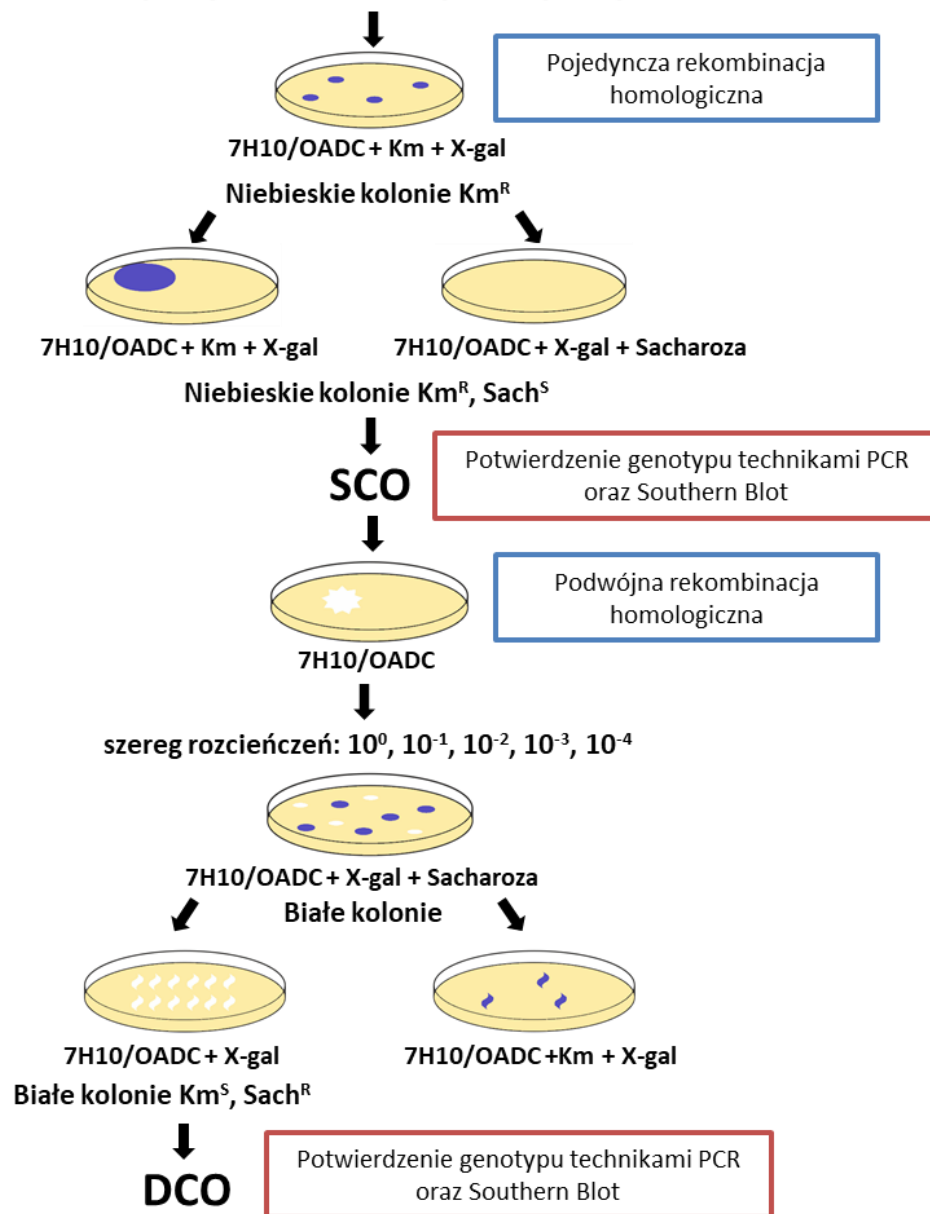 Pojedyncza rekombinacja
homologiczna
7H10/OADC + Km + X-gal
Niebieskie kolonie Kmᴿ
7H10/OADC + Km + X-gal
7H10/OADC + X-gal + Sacharoza
Niebieskie kolonie Kmᴿ, Sachˢ
Potwierdzenie genotypu technikami PCR
oraz Southern Blot
SCO
Podwójna rekombinacja
homologiczna
7H10/OADC
szereg rozcieńczeń: 10⁰, 10⁻¹, 10⁻², 10⁻³, 10⁻⁴
7H10/OADC + X-gal + Sacharoza
Białe kolonie
7H10/OADC + X-gal
7H10/OADC +Km + X-gal
Białe kolonie Kmˢ, Sachᴿ
DCO
Potwierdzenie genotypu technikami PCR
oraz Southern Blot